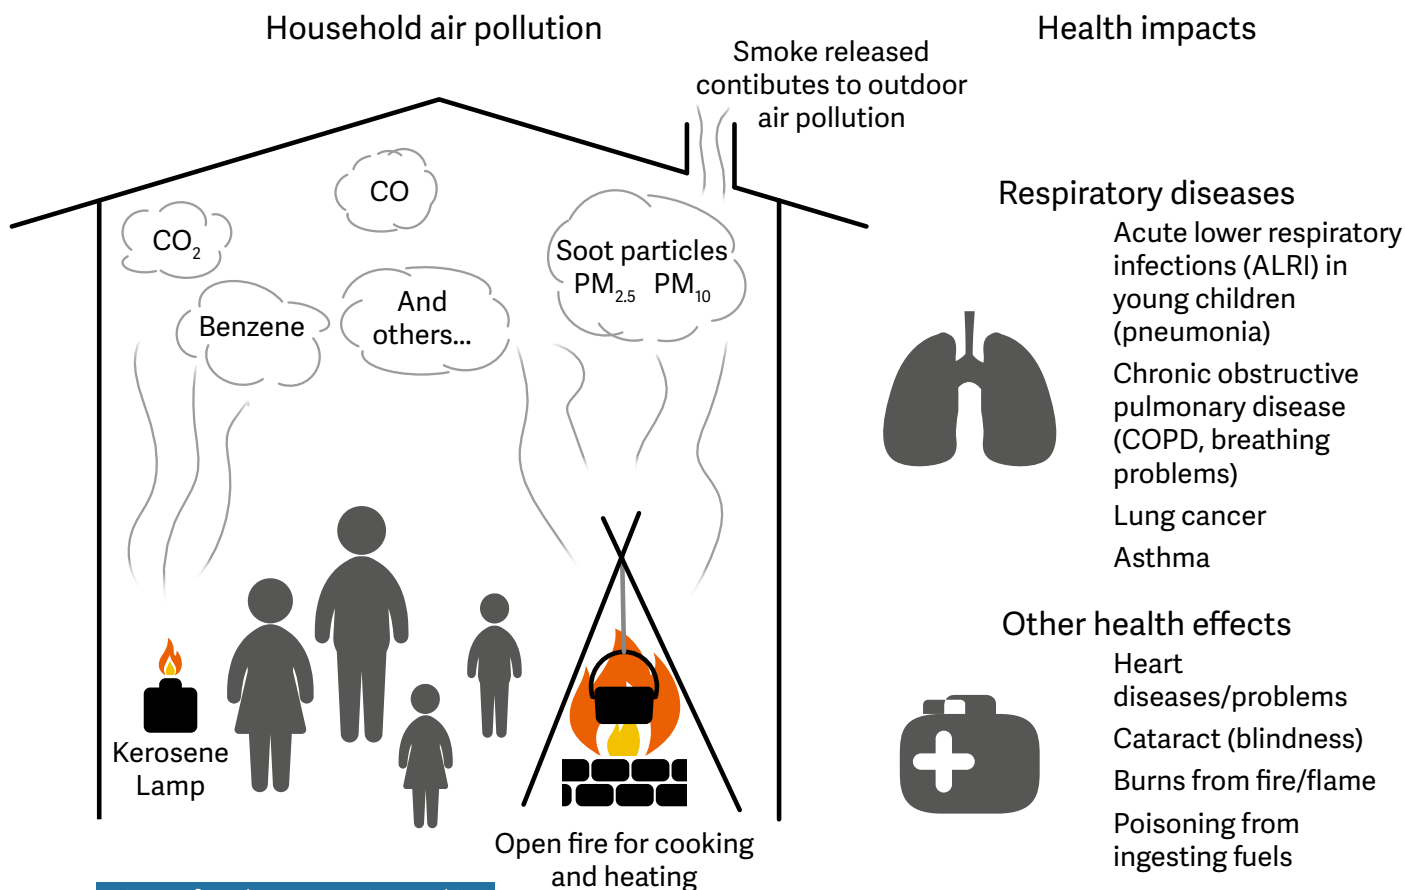 Household air pollution
Health impacts
Smoke released
contibutes to outdoor
air pollution
CO
CO₂
Soot particles
PM₂.₅ PM₁₀
Benzene
And
others...
Kerosene
Lamp
Open fire for cooking
and heating
Respiratory diseases
Acute lower respiratory
infections (ALRI) in
young children
(pneumonia)
Chronic obstructive
pulmonary disease
(COPD, breathing
problems)
Lung cancer
Asthma
Other health effects
Heart
diseases/problems
Cataract (blindness)
Burns from fire/flame
Poisoning from
ingesting fuels